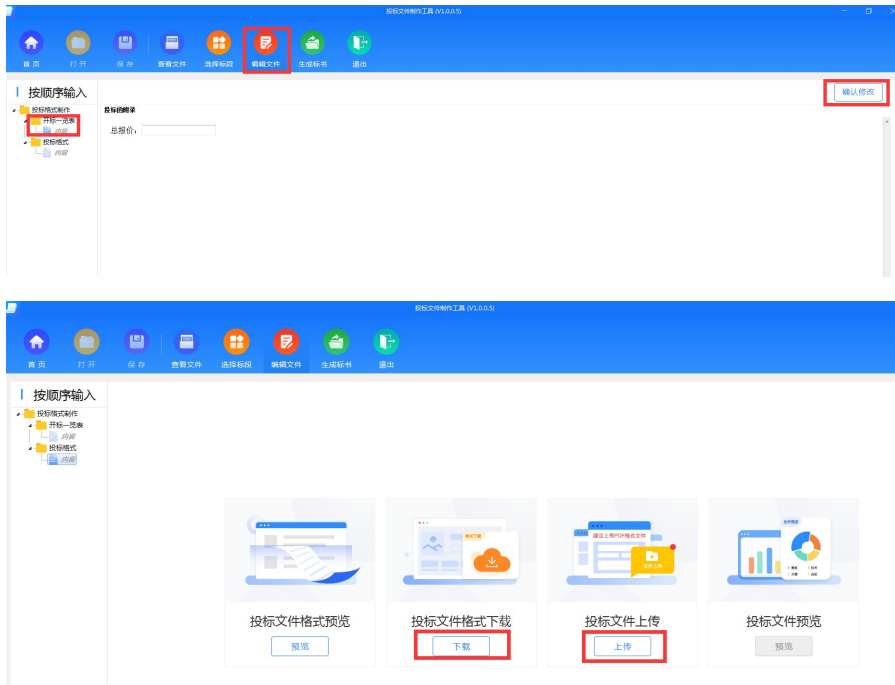 投标文件制作工具 (V1.0.0.5)
首 页 打 开 保 存 查看文件 选择标段 编辑文件 生成标书 退出
按顺序输入
确认修改
投标格式制作
开标一览表
内容
投标格式
内容
投标函附录
总报价:
投标文件制作工具 (V1.0.0.5)
首 页 打 开 保 存 查看文件 选择标段 编辑文件 生成标书 退出
按顺序输入
投标格式制作
开标一览表
内容
投标格式
内容
格式下载
建议上传PDF格式文件
文件上传
投标文件格式预览
预览
投标文件格式下载
下载
投标文件上传
上传
投标文件预览
预览